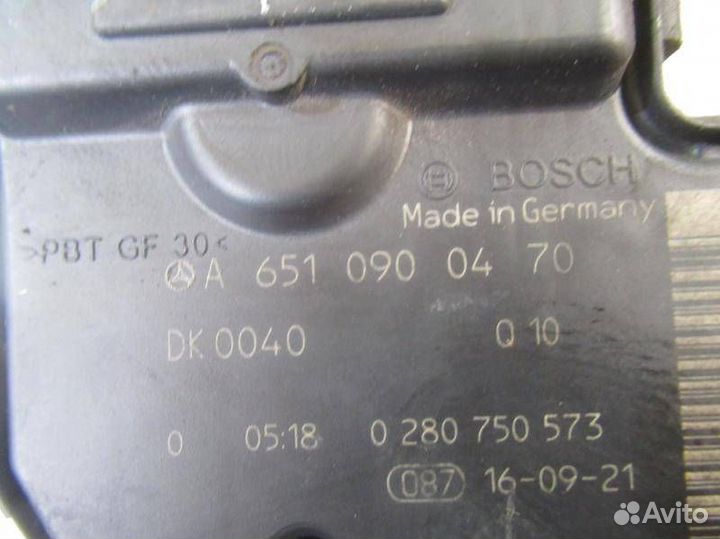 BOSCH
Made in Germany
>PBT GF 30<
A 651 090 04 70
DK 0040 Q 10
0 05:18 0 280 750 573
087 16-09-21
Avito